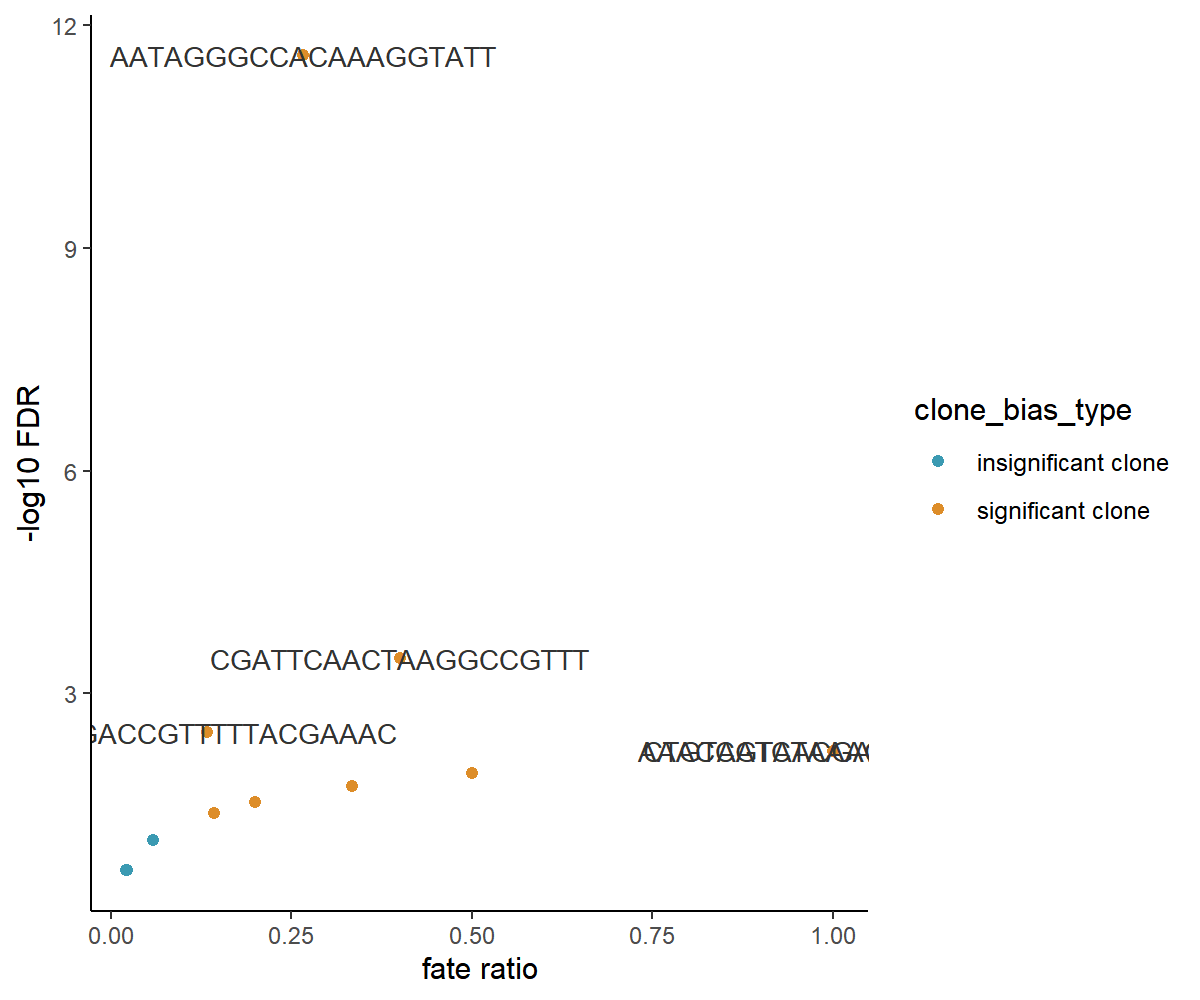 12
AATAGGGCCACAAAGGTATT
9
-log10 FDR
clone_bias_type
insignificant clone
6
significant clone
CGATTCAACTAAGGCCGTTT
3
GACCGTTTTTACGAAAC
0.00 0.25 0.50 0.75 1.00
fate ratio